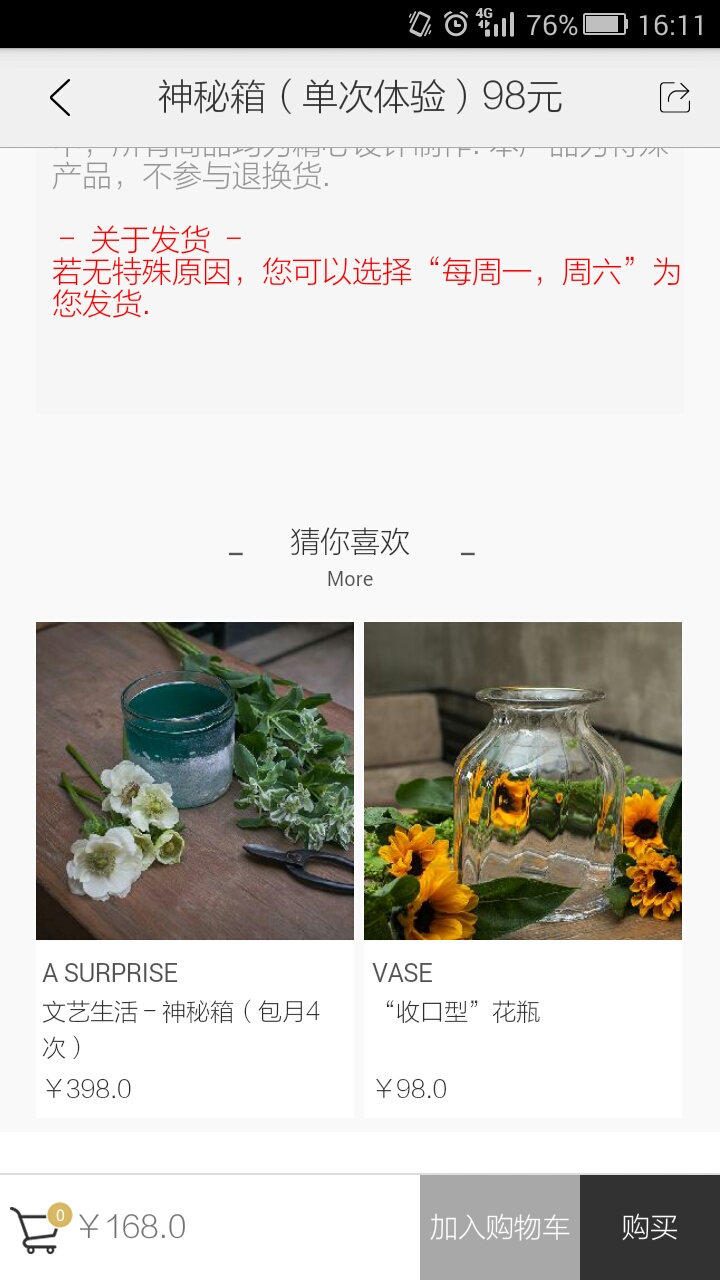 4G 76% 16:11
神秘箱（单次体验）98元
产品，不参与退换货.
- 关于发货 -
若无特殊原因，您可以选择“每周一，周六”为
您发货.
猜你喜欢
More
A SURPRISE
文艺生活-神秘箱（包月4
次）
￥398.0
VASE
“收口型”花瓶
￥98.0
0 ￥168.0 加入购物车 购买